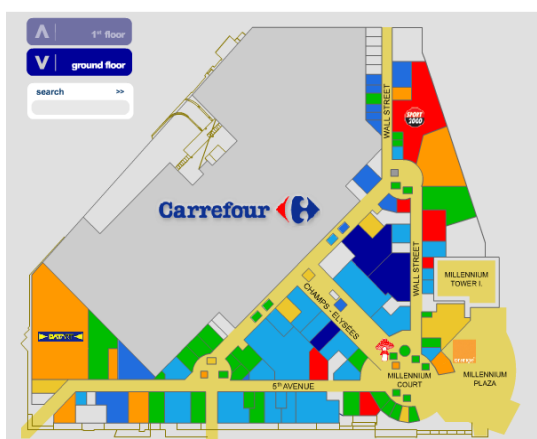 Λ 1st floor
V ground floor
search >>
WALL STREET
SPORT
2000
Carrefour
WALL STREET
MILLENNIUM
TOWER I.
CHAMPS - ELYSÉES
MILLENNIUM
COURT
MILLENNIUM
PLAZA
5th AVENUE